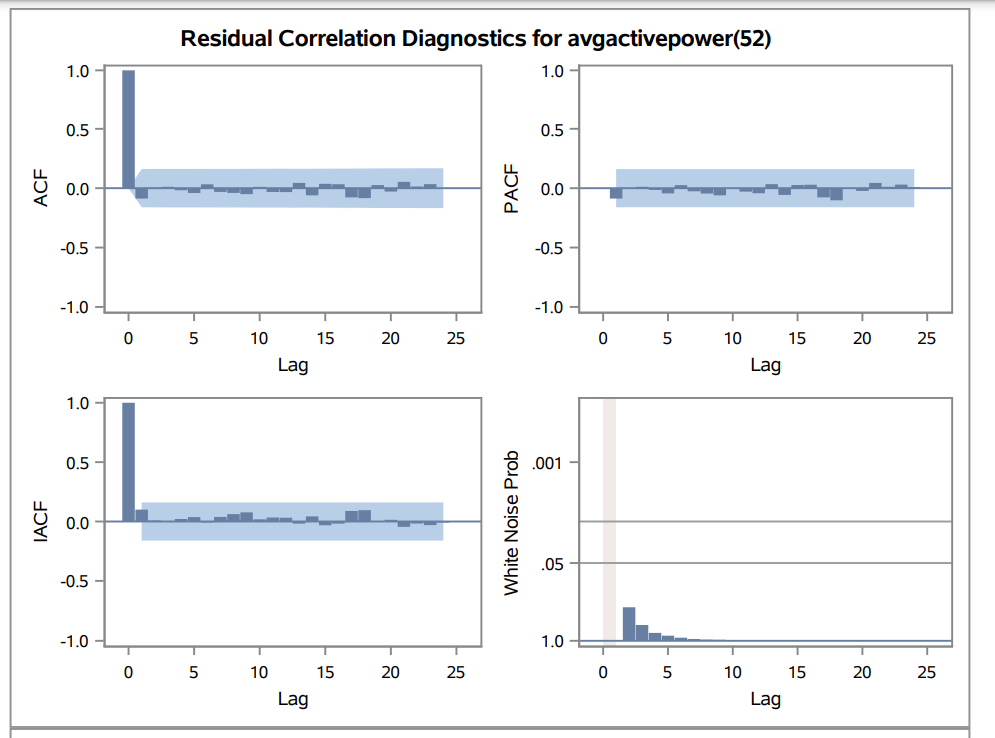 Residual Correlation Diagnostics for avgactivepower(52)
1.0
0.5
0.0
-0.5
-1.0
ACF
0 5 10 15 20 25
Lag
1.0
0.5
0.0
-0.5
-1.0
PACF
0 5 10 15 20 25
Lag
1.0
0.5
0.0
-0.5
-1.0
IACF
0 5 10 15 20 25
Lag
.001
.05
1.0
White Noise Prob
0 5 10 15 20 25
Lag